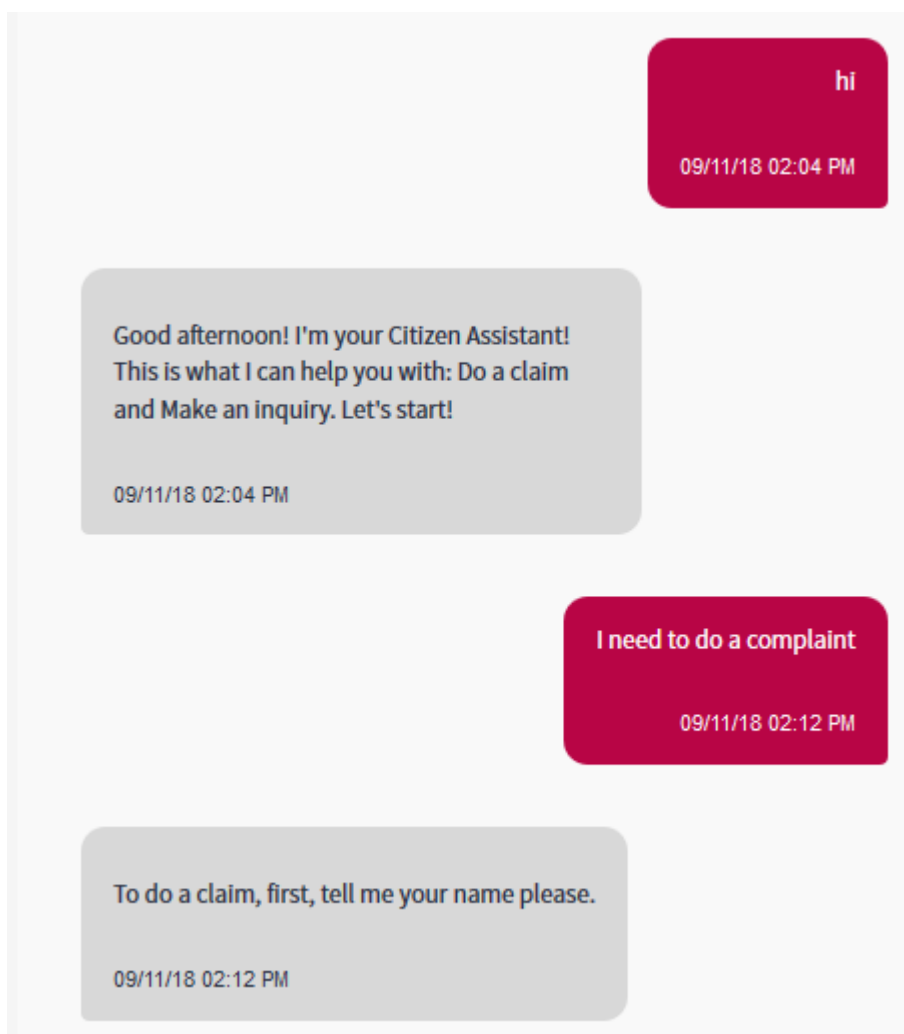 hi
09/11/18 02:04 PM
Good afternoon! I'm your Citizen Assistant!
This is what I can help you with: Do a claim
and Make an inquiry. Let's start!
09/11/18 02:04 PM
I need to do a complaint
09/11/18 02:12 PM
To do a claim, first, tell me your name please.
09/11/18 02:12 PM